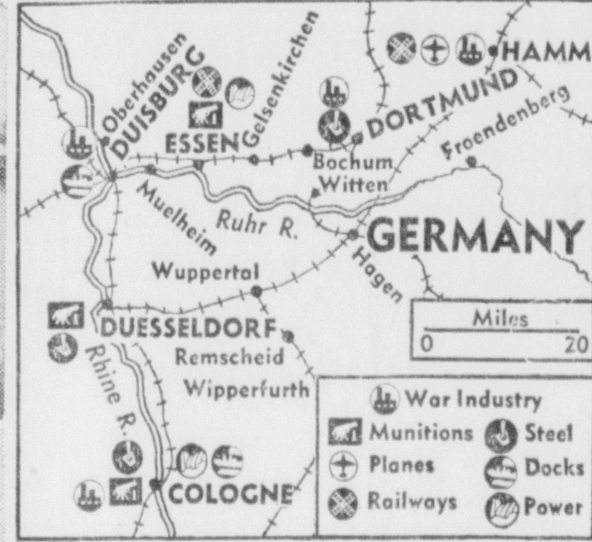 HAMM
Oberhausen
DUISBURG
Gelsenkirchen
DORTMUND
ESSEN
Froendenberg
Bochum
Witten
Muelheim
Ruhr R.
GERMANY
Hagen
Wuppertal
DUESSELDORF
Remscheid
Wipperfurth
Rhine R.
COLOGNE
Miles
0 20
War Industry
Munitions Steel
Planes Docks
Railways Power